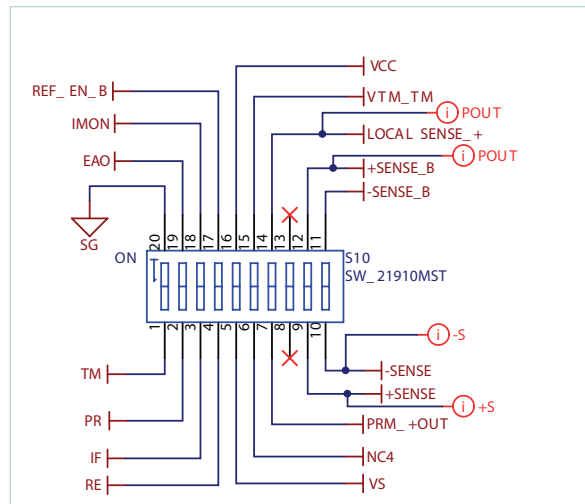 VCC
REF_ EN_ B
VTM_TM
POUT
IMON
LOCAL SENSE_ +
POUT
EAO
+SENSE_B
-SENSE_B
SG
20 19 18 17 16 15 14 13 12 11
ON
S10
SW_ 21910MST
1 2 3 4 5 6 7 8 9 10
-S
TM
-SENSE
+SENSE
+S
PR
PRM_ +OUT
IF
NC4
RE
VS